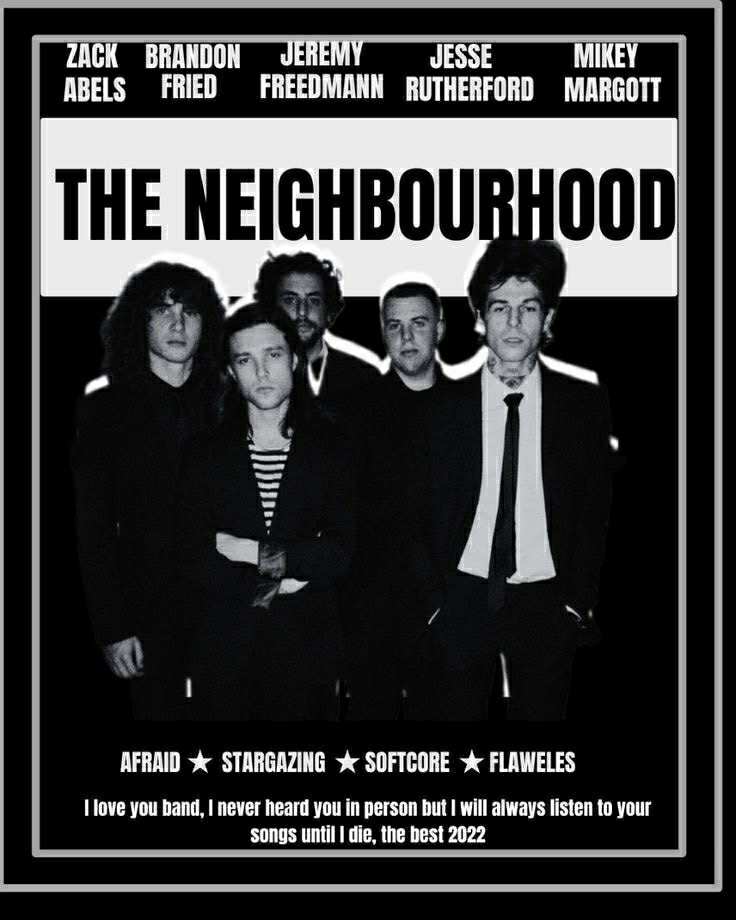 ZACK BRANDON JEREMY JESSE MIKEY
ABELS FRIED FREEDMANN RUTHERFORD MARGOTT
THE NEIGHBOURHOOD
AFRAID ★ STARGAZING ★ SOFTCORE ★ FLAWELES
I love you band, I never heard you in person but I will always listen to your
songs until I die, the best 2022